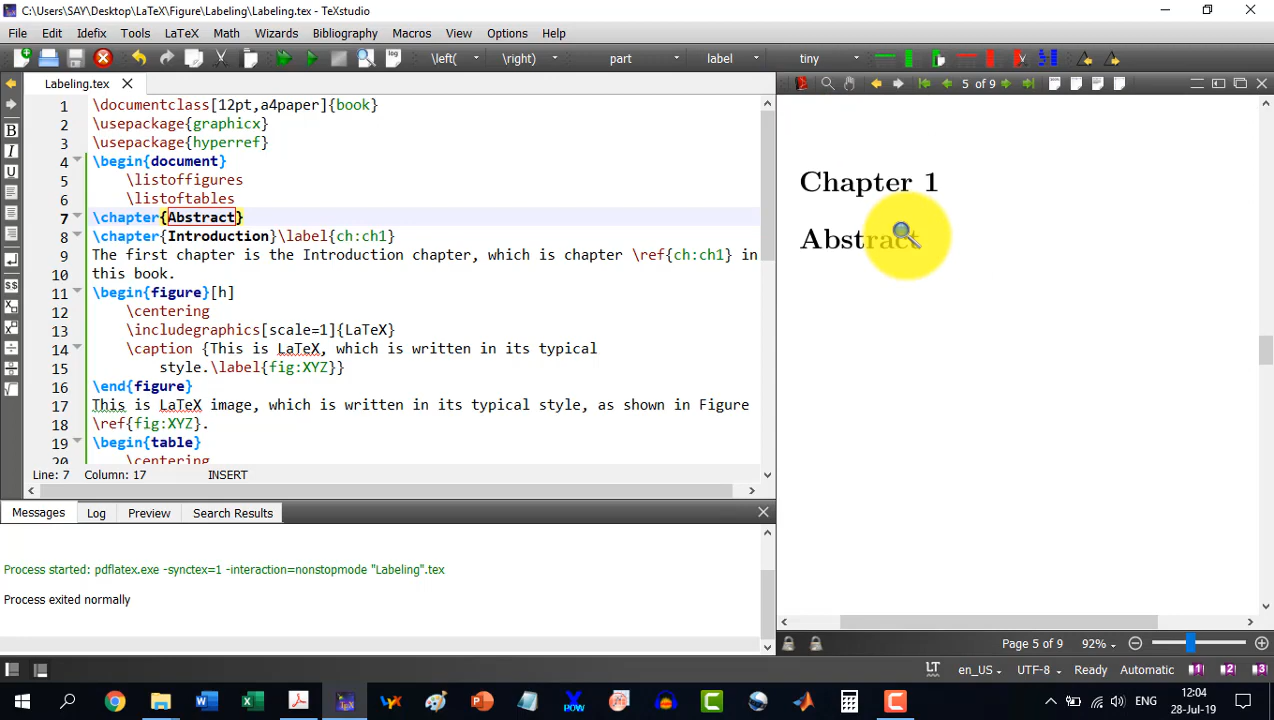 C:\Users\SAY\Desktop\LaTeX\Figure\Labeling\Labeling.tex - TeXstudio
File Edit Idefix Tools LaTeX Math Wizards Bibliography Macros View Options Help
\left( \right) part label tiny
Labeling.tex
5 of 9
1 \documentclass[12pt,a4paper]{book}
2 \usepackage{graphicx}
3 \usepackage{hyperref}
4 \begin{document}
5 \listoffigures
6 \listoftables
7 \chapter{Abstract}
8 \chapter{Introduction}\label{ch:ch1}
9 The first chapter is the Introduction chapter, which is chapter \ref{ch:ch1} in
10 this book.
11 \begin{figure}[h]
12 \centering
13 \includegraphics[scale=1]{LaTeX}
14 \caption {This is LaTeX, which is written in its typical
15 style.\label{fig:XYZ}}
16 \end{figure}
17 This is LaTeX image, which is written in its typical style, as shown in Figure
18 \ref{fig:XYZ}.
19 \begin{table}
20 \centering
Line: 7 Column: 17 INSERT
Chapter 1
Abstract
Messages Log Preview Search Results
Process started: pdflatex.exe -synctex=1 -interaction=nonstopmode "Labeling".tex
Process exited normally
Page 5 of 9 92%
LT en_US UTF-8 Ready Automatic 1 2 3
ENG
12:04
28-Jul-19